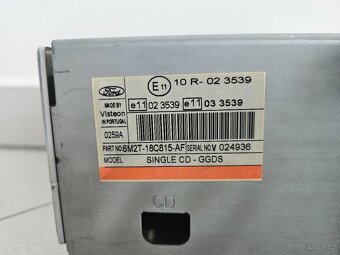 Ford
E 11 10 R- 02 3539
MADE BY
Visteon
IN PORTUGAL
e11 02 3539 e11 03 3539
0259A
PART NO. 6M2T-18C815-AF SERIAL NO V 024936
MODEL SINGLE CD - GGDS
CD